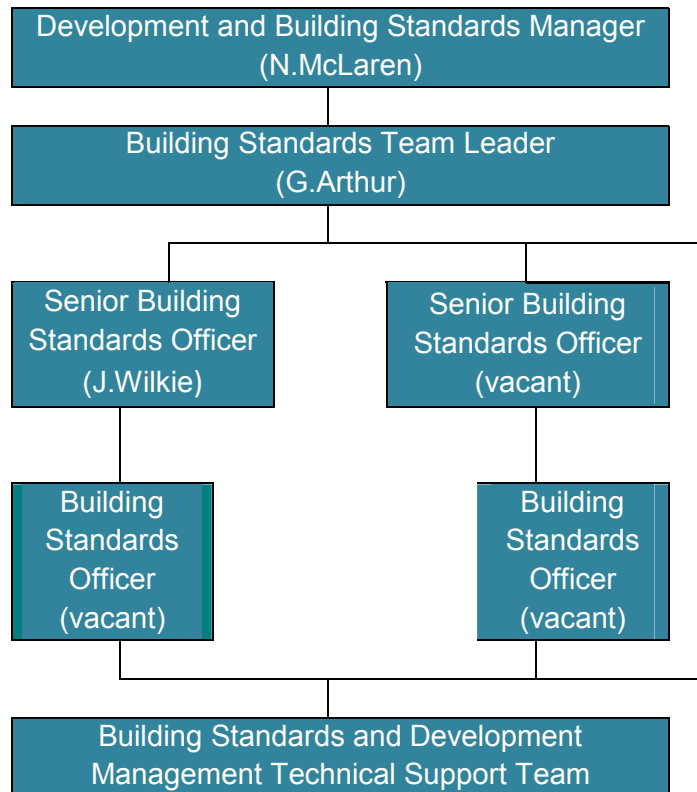 Development and Building Standards Manager
(N.McLaren)
Building Standards Team Leader
(G.Arthur)
Senior Building
Standards Officer
(J.Wilkie)
Senior Building
Standards Officer
(vacant)
Building
Standards
Officer
(vacant)
Building
Standards
Officer
(vacant)
Building Standards and Development
Management Technical Support Team